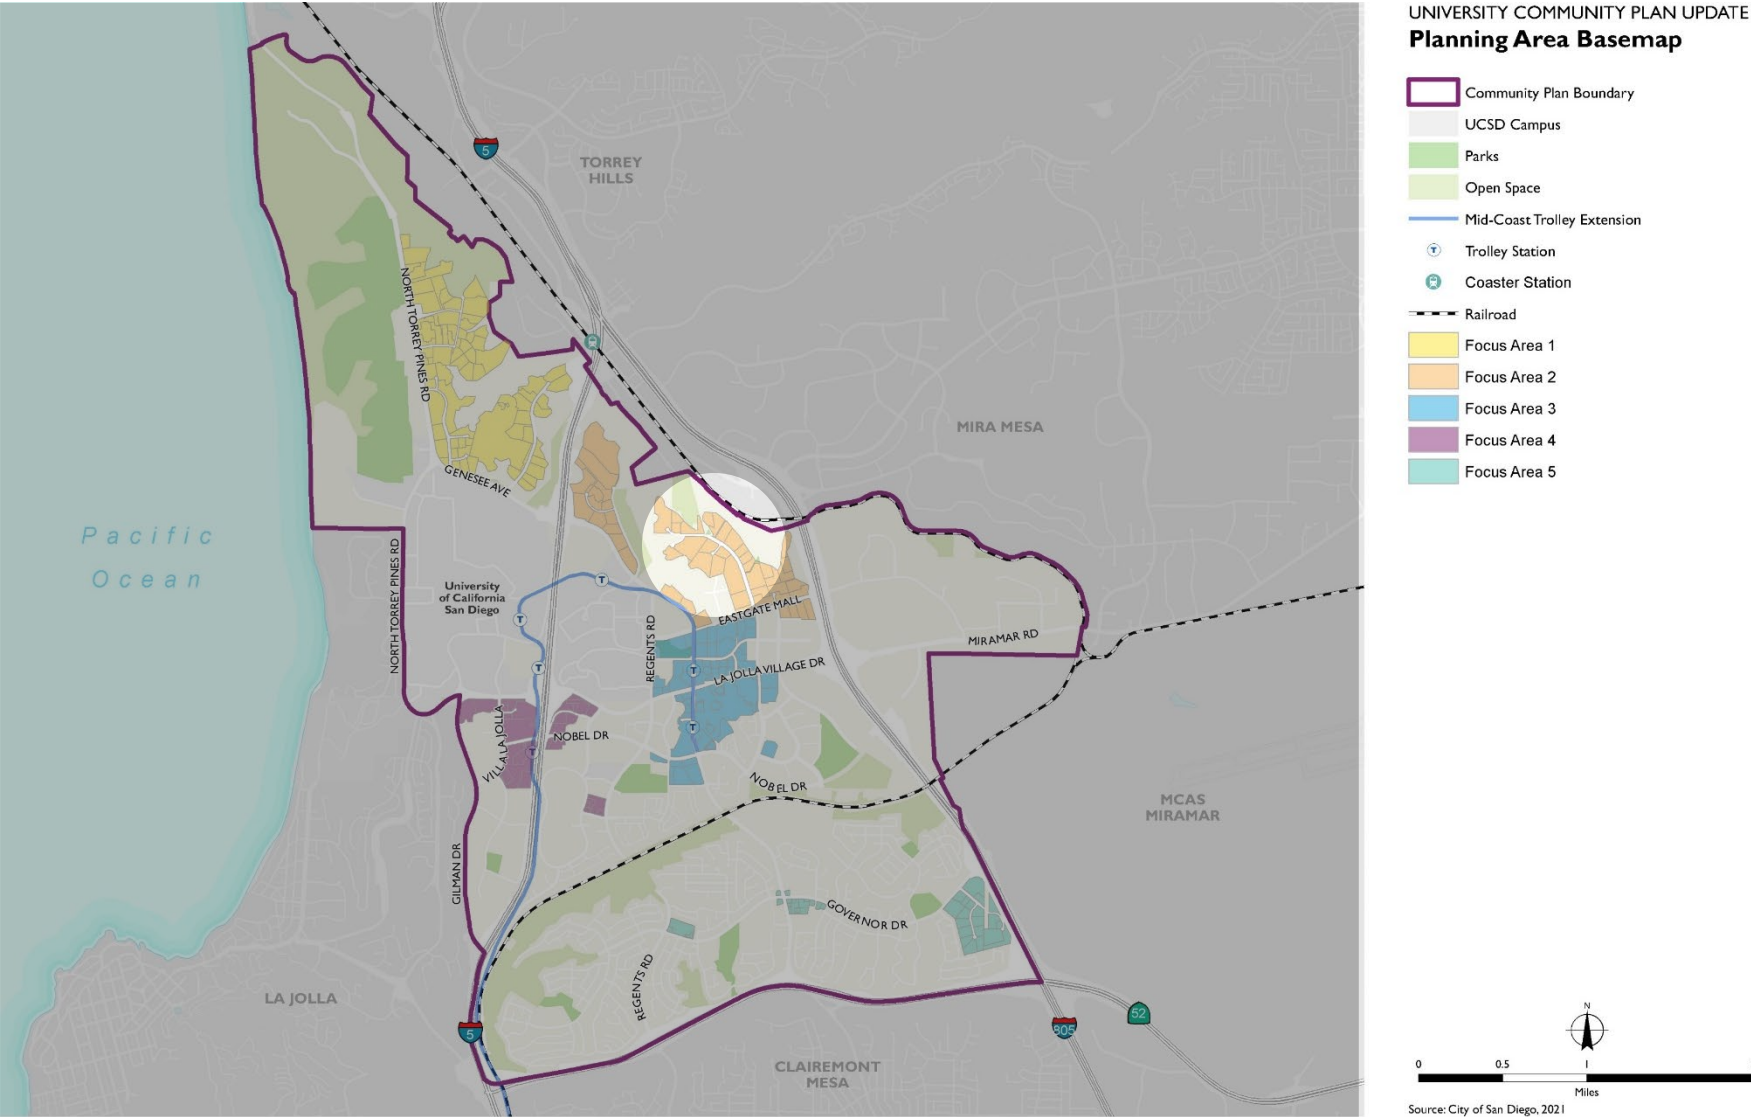 UNIVERSITY COMMUNITY PLAN UPDATE
Planning Area Basemap
Community Plan Boundary
UCSD Campus
Parks
Open Space
Mid-Coast Trolley Extension
T
Trolley Station
Coaster Station
Railroad
Focus Area 1
Focus Area 2
Focus Area 3
Focus Area 4
Focus Area 5
5
TORREY
HILLS
NORTH TORREY PINES RD
MIRA MESA
GENESEE AVE
Pacific
Ocean
NORTH TORREY PINES RD
University
of California
San Diego
T
T
T
REGENTS RD
EASTGATE MALL
MIRAMAR RD
T
LA JOLLA VILLAGE DR
VILLA LA JOLLA
T
NOBEL DR
T
NOBEL DR
MCAS
MIRAMAR
GILMAN DR
GOVERNOR DR
REGENTS RD
LA JOLLA
5
805
52
CLAIREMONT
MESA
N
0
0.5
1
Miles
Source: City of San Diego, 2021